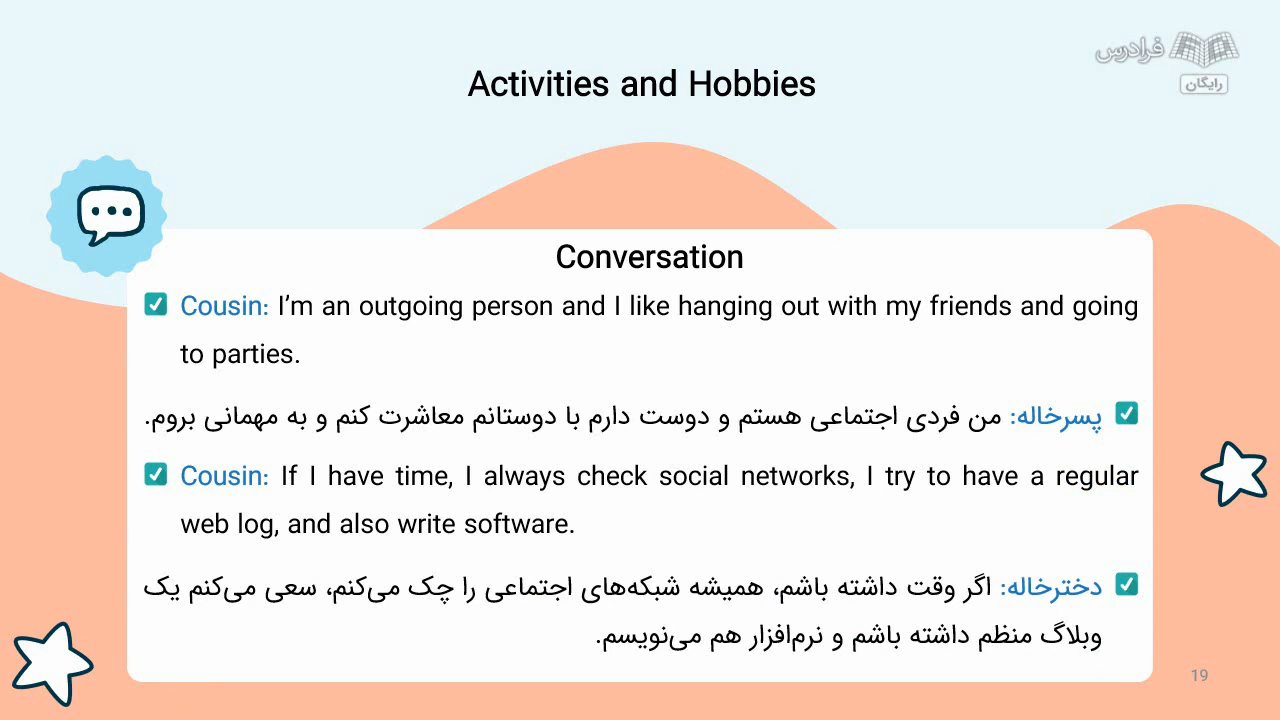 فرادرس
رایگان
Activities and Hobbies
Conversation
Cousin: I’m an outgoing person and I like hanging out with my friends and going
to parties.
پسرخاله: من فردی اجتماعی هستم و دوست دارم با دوستانم معاشرت کنم و به مهمانی بروم.
Cousin: If I have time, I always check social networks, I try to have a regular
web log, and also write software.
دخترخاله: اگر وقت داشته باشم، همیشه شبکه‌های اجتماعی را چک می‌کنم، سعی می‌کنم یک
وبلاگ منظم داشته باشم و نرم‌افزار هم می‌نویسم.
19